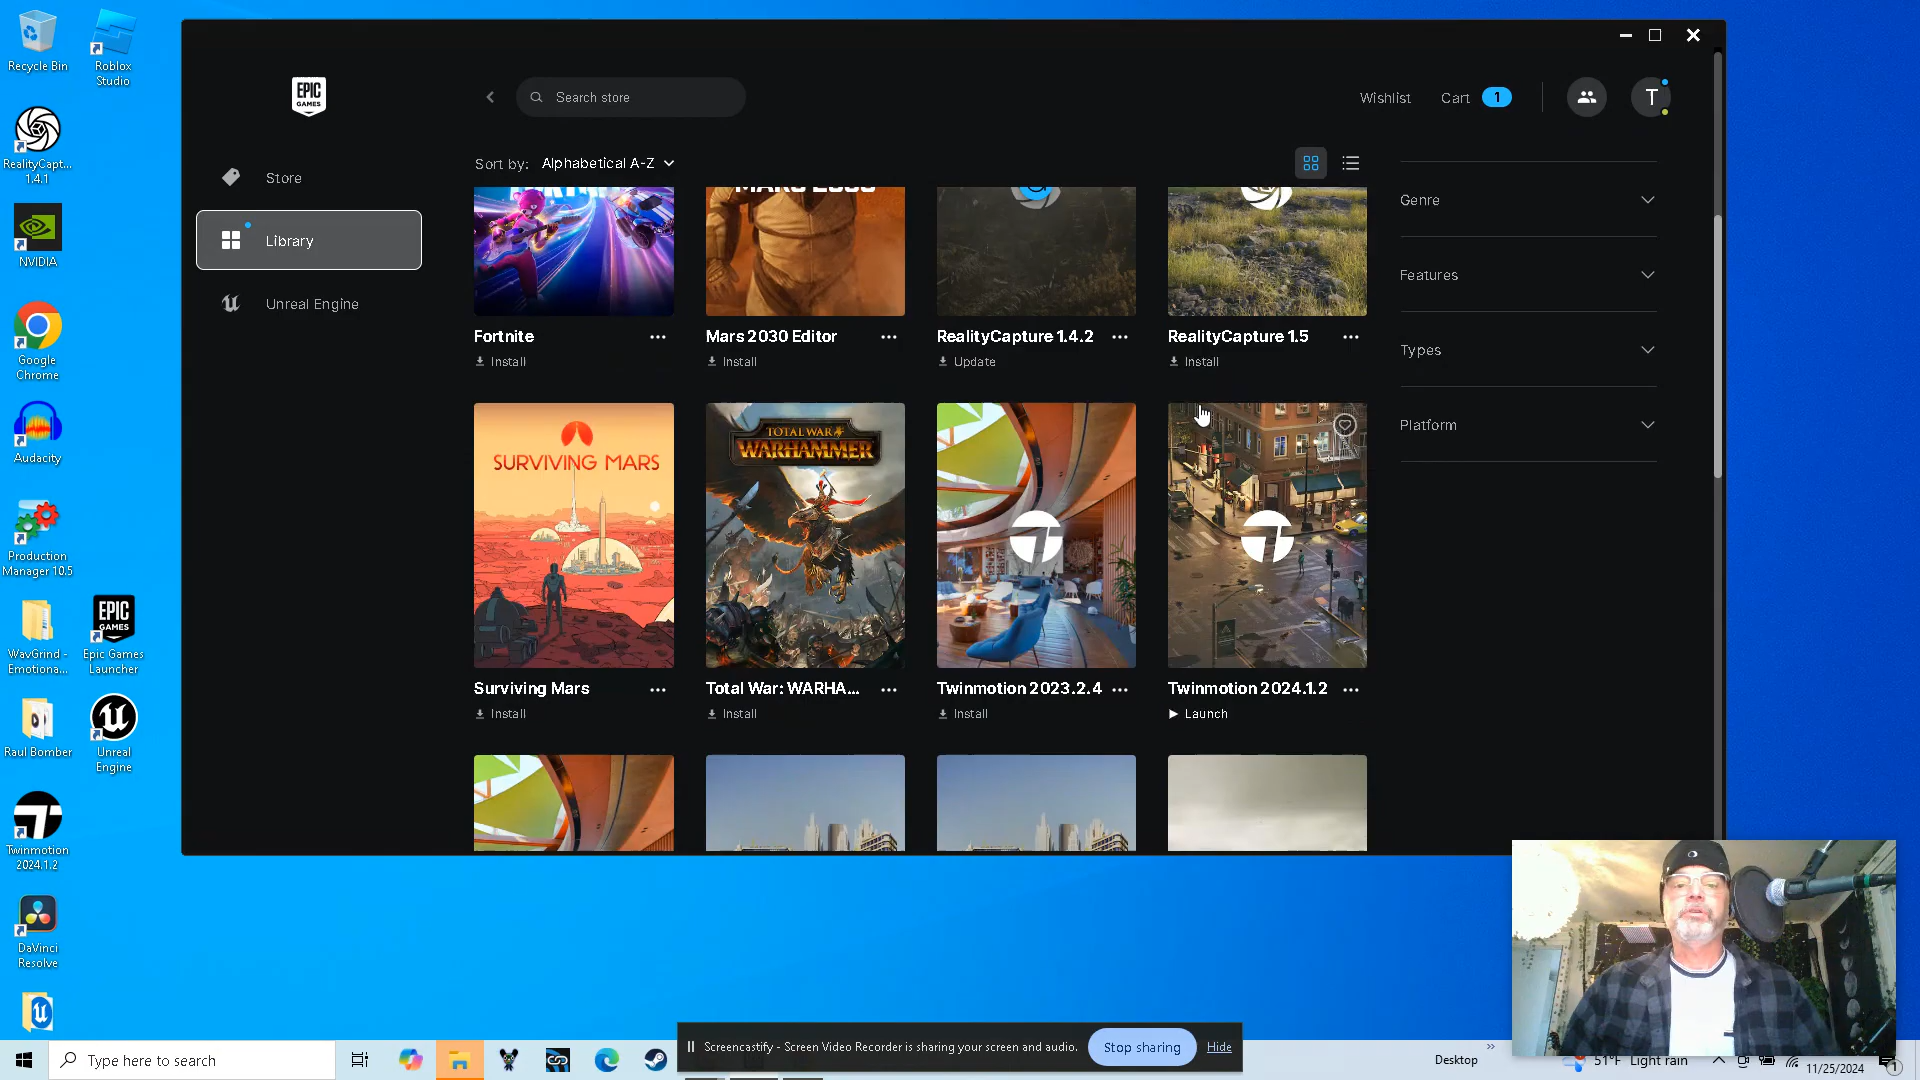 Recycle Bin
Roblox
Studio
RealityCapt...
1.4.1
NVIDIA
Google
Chrome
Audacity
Production
Manager 10.5
WavGrind -
Emotiona...
Epic Games
Launcher
Raul Bomber
Unreal
Engine
Twinmotion
2024.1.2
DaVinci
Resolve
EPIC
GAMES
Search store
Wishlist
Cart
1
T
Store
Library
Unreal Engine
Sort by: Alphabetical A-Z
Fortnite
Install
Mars 2030 Editor
Install
RealityCapture 1.4.2
Update
RealityCapture 1.5
Install
SURVIVING MARS
Surviving Mars
Install
TOTAL WAR
WARHAMMER
Total War: WARHA...
Install
Twinmotion 2023.2.4
Install
Twinmotion 2024.1.2
Launch
Genre
Features
Types
Platform
EPIC
GAMES
Type here to search
Screencastify - Screen Video Recorder is sharing your screen and audio.
Stop sharing
Hide
Desktop
51°F Light rain
11/25/2024
1